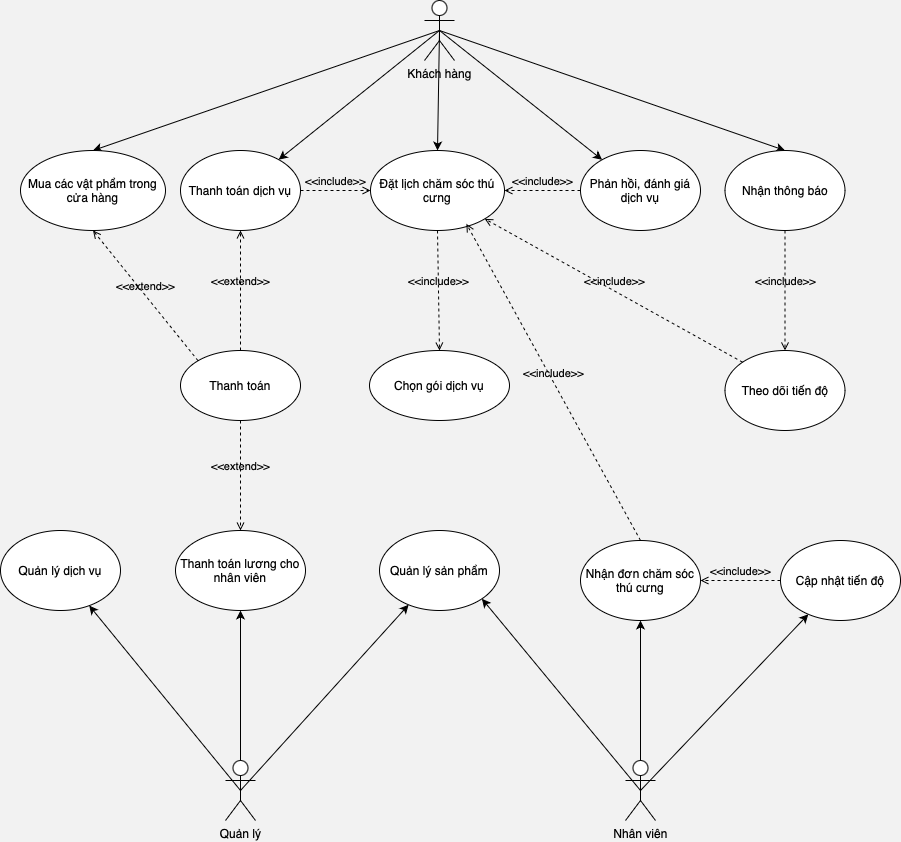 Khách hàng
Mua các vật phẩm trong
cửa hàng
Thanh toán dịch vụ
<<include>>
Đặt lịch chăm sóc thú
cưng
<<include>>
Phản hồi, đánh giá
dịch vụ
Nhận thông báo
<<extend>>
<<extend>>
<<include>>
<<include>>
<<include>>
Thanh toán
Chọn gói dịch vụ
<<include>>
Theo dõi tiến độ
<<extend>>
Quản lý dịch vụ
Thanh toán lương cho
nhân viên
Quản lý sản phẩm
Nhận đơn chăm sóc
thú cưng
<<include>>
Cập nhật tiến độ
Quản lý
Nhân viên